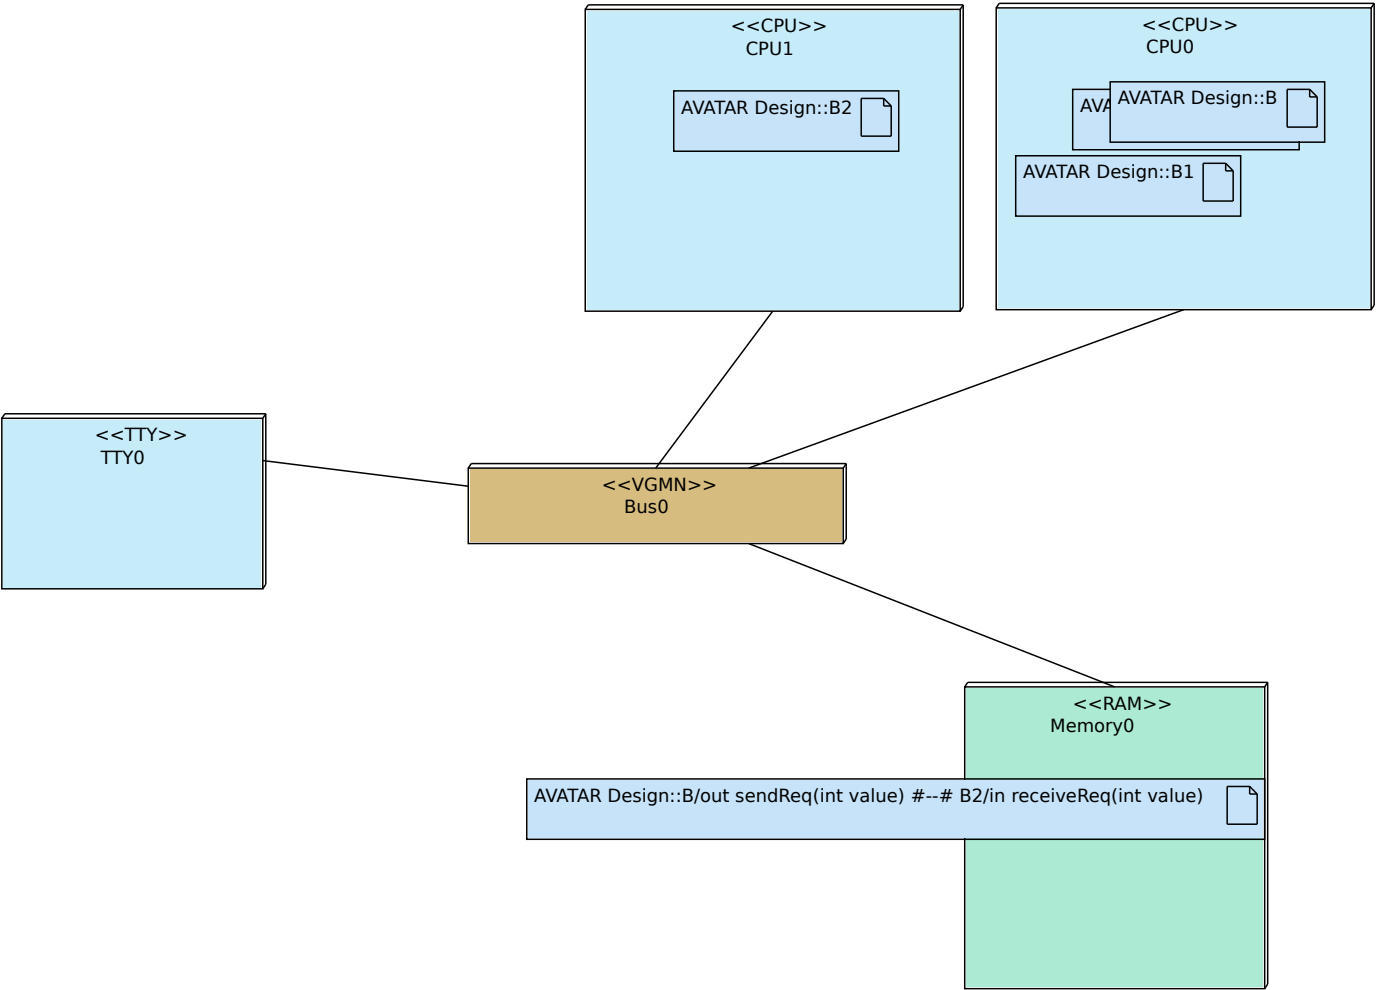 <<CPU>>
CPU1
AVATAR Design::B2
<<CPU>>
CPU0
AVA
AVATAR Design::B
AVATAR Design::B1
<<TTY>>
TTY0
<<VGMN>>
Bus0
<<RAM>>
Memory0
AVATAR Design::B/out sendReq(int value) #--# B2/in receiveReq(int value)